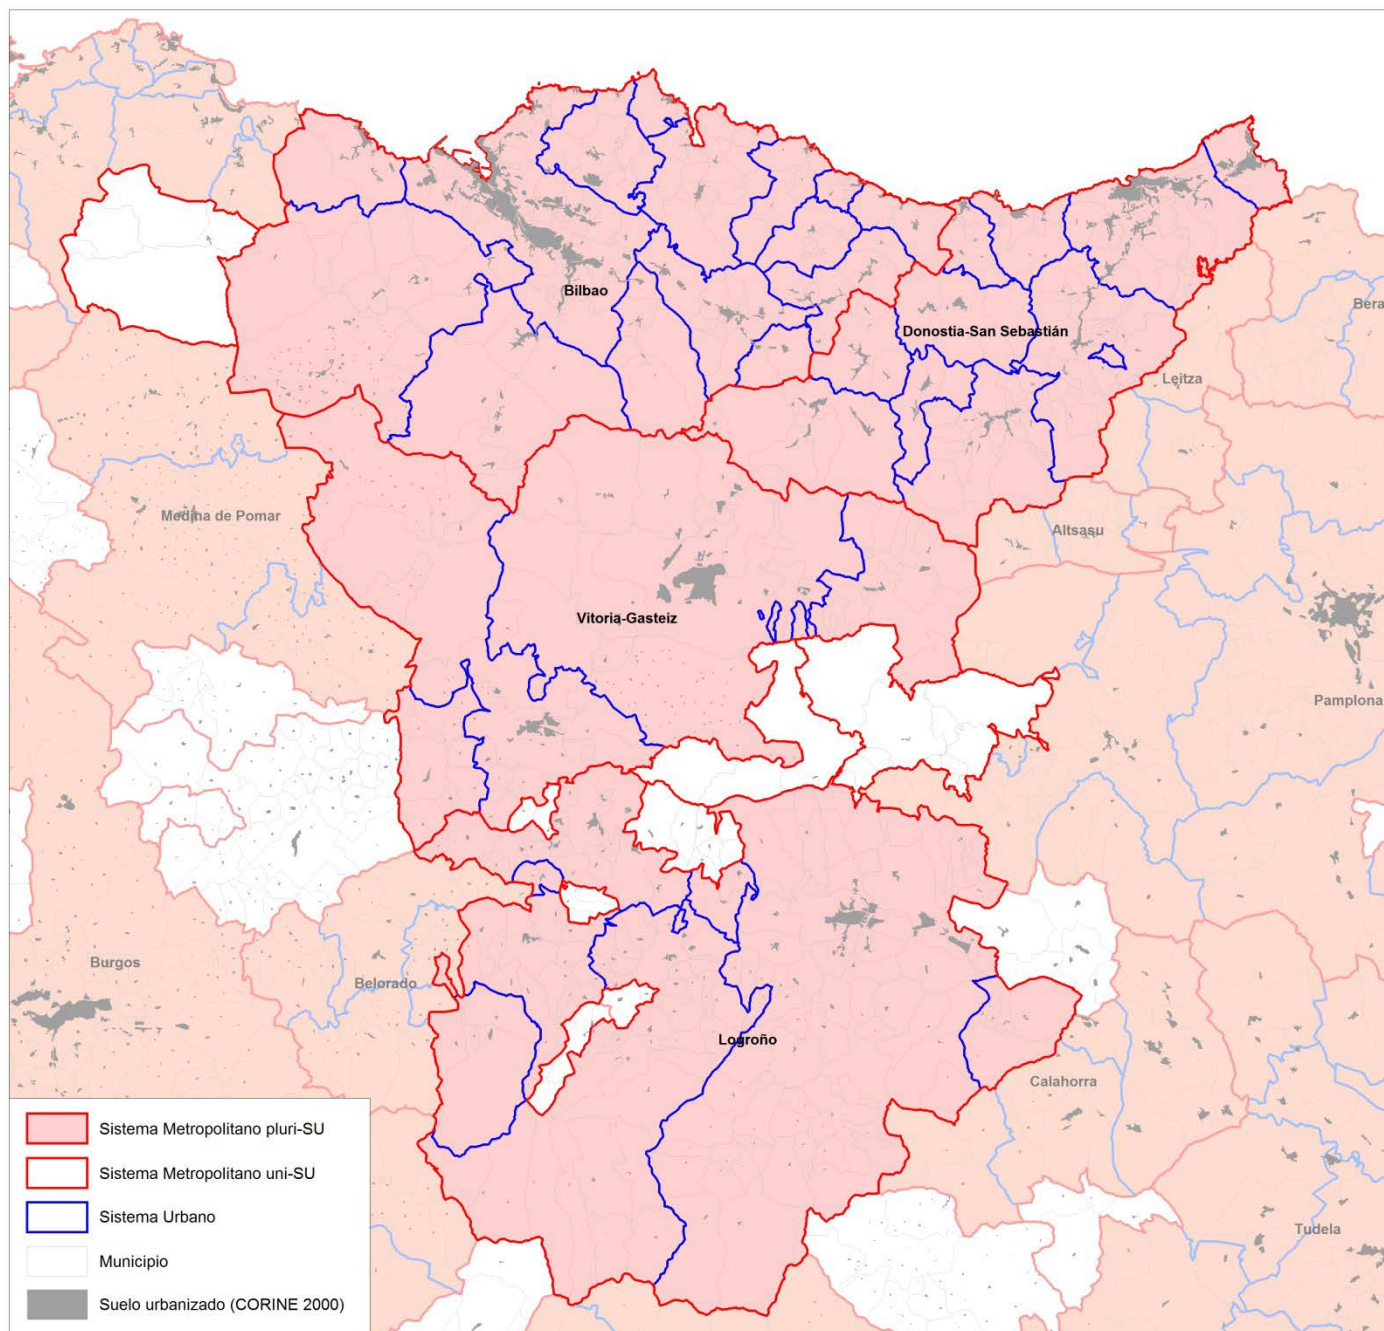 Bilbao
Bera
Donostia-San Sebastián
Leitza
Medina de Pomar
Altsasu
Vitoria-Gasteiz
Pamplona
Burgos
Belorado
Logroño
Calahorra
Tudela
Sistema Metropolitano pluri-SU
Sistema Metropolitano uni-SU
Sistema Urbano
Municipio
Suelo urbanizado (CORINE 2000)